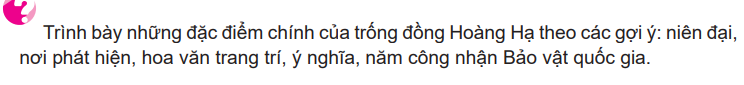 Trình bày những đặc điểm chính của trống đồng Hoàng Hạ theo các gợi ý: niên đại,
nơi phát hiện, hoa văn trang trí, ý nghĩa, năm công nhận Bảo vật quốc gia.